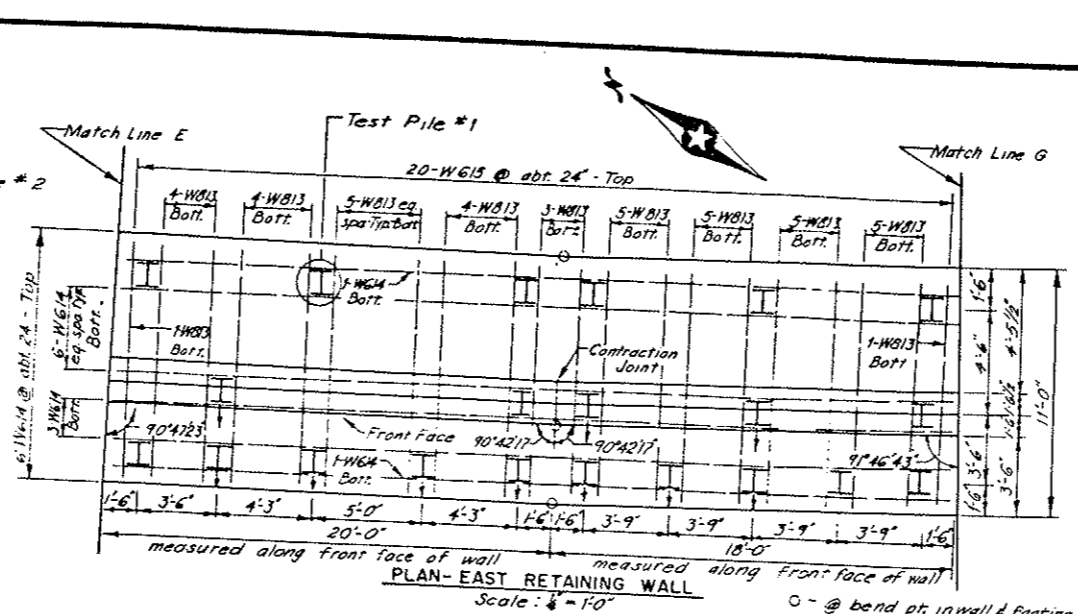 Match Line E
Test Pile #1
Match Line G
#2
20-W615 @ abt. 24" - Top
4-W813 Bott.
4-W813 Bott.
5-W813 eq. spa Typ. Bott
4-W813 Bott.
3-W813 Bott.
5-W813 Bott.
5-W813 Bott.
5-W813 Bott.
5-W813 Bott.
6-W614 @ abt. 24 - Top
6-W614 eq. spa. Typ. Bott.
3-W614 Bott.
1-W614 Bott.
1-W813 Bott.
1-W813 Bott
Contraction Joint
Front Face
90°42'23"
90°42'17"
90°42'17"
91°46'43"
1-W614 Bott.
1'-6"
4'-6"
4'-5½"
11'-0"
3'-6"
1'-6"
3'-6"
1'-6"
3'-6"
4'-3"
5'-0"
4'-3"
1'-6"
1'-6"
3'-9"
3'-9"
3'-9"
3'-9"
1'-6"
20'-0"
measured along front face of wall
18'-0"
measured along front face of wall
PLAN- EAST RETAINING WALL
Scale: ¼" = 1'-0"
O - @ bend pt. in wall & footing